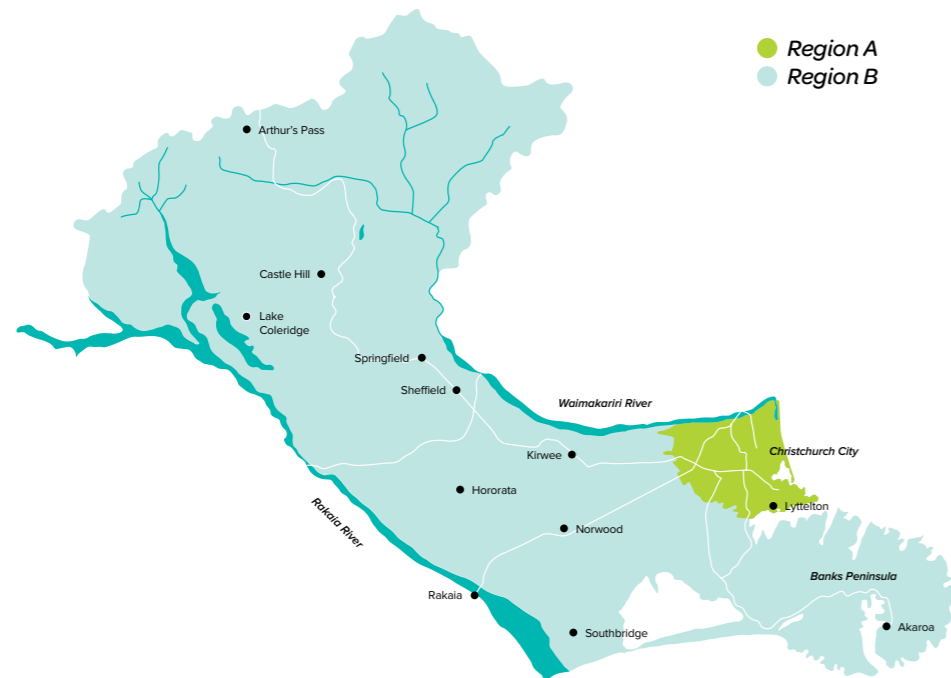 Region A
Region B
Arthur's Pass
Castle Hill
Lake
Coleridge
Springfield
Sheffield
Waimakariri River
Christchurch City
Kirwee
Hororata
Lyttelton
Rakaia River
Norwood
Banks Peninsula
Rakaia
Southbridge
Akaroa